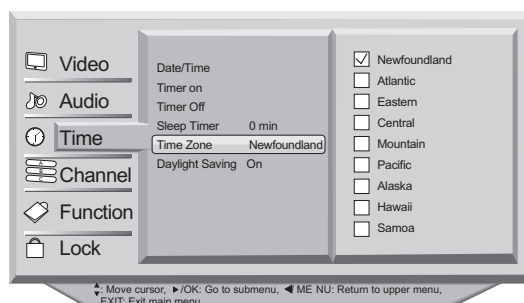 Video
Audio
Time
Channel
Function
Lock
Date/Time
Timer on
Timer Off
Sleep Timer 0 min
Time Zone Newfoundland
Daylight Saving On
Newfoundland
Atlantic
Eastern
Central
Mountain
Pacific
Alaska
Hawaii
Samoa
: Move cursor, ►/OK: Go to submenu, ◄ ME NU: Return to upper menu,
EXIT: Exit main menu